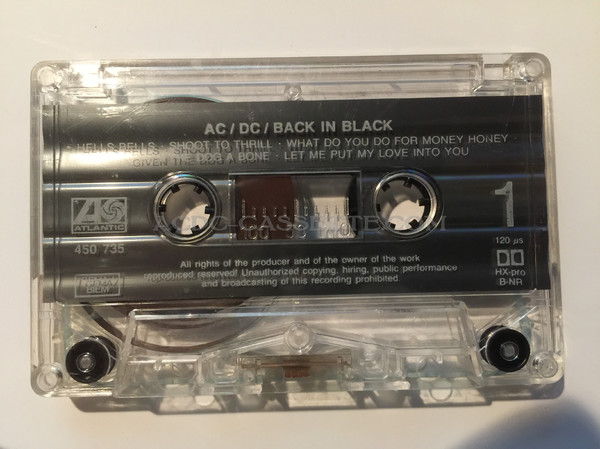 AC / DC / BACK IN BLACK
· HELLS BELLS · SHOOT TO THRILL · WHAT DO YOU DO FOR MONEY HONEY ·
GIVEN THE DOG A BONE · LET ME PUT MY LOVE INTO YOU
ATLANTIC
450 735
1
120 µs
HX-pro
B-NR
BIEM
All rights of the producer and of the owner of the work
reproduced reserved! Unauthorized copying, hiring, public performance
and broadcasting of this recording prohibited.